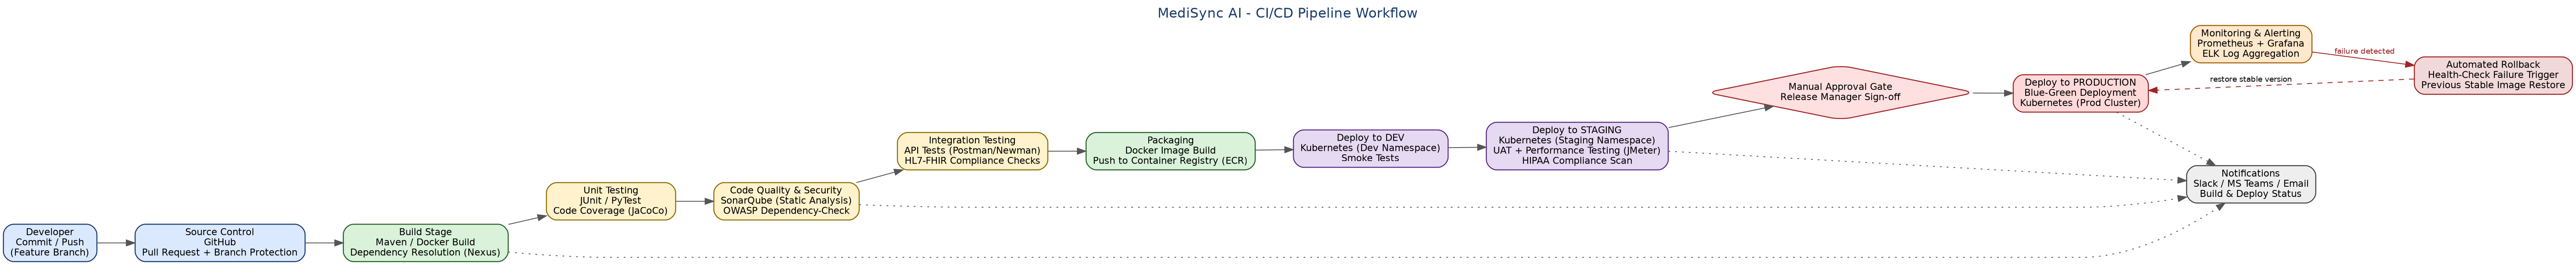 MediSync AI - CI/CD Pipeline Workflow
Developer
Commit / Push
(Feature Branch)
Source Control
GitHub
Pull Request + Branch Protection
Build Stage
Maven / Docker Build
Dependency Resolution (Nexus)
Unit Testing
JUnit / PyTest
Code Coverage (JaCoCo)
Code Quality & Security
SonarQube (Static Analysis)
OWASP Dependency-Check
Integration Testing
API Tests (Postman/Newman)
HL7-FHIR Compliance Checks
Packaging
Docker Image Build
Push to Container Registry (ECR)
Deploy to DEV
Kubernetes (Dev Namespace)
Smoke Tests
Deploy to STAGING
Kubernetes (Staging Namespace)
UAT + Performance Testing (JMeter)
HIPAA Compliance Scan
Manual Approval Gate
Release Manager Sign-off
Deploy to PRODUCTION
Blue-Green Deployment
Kubernetes (Prod Cluster)
Monitoring & Alerting
Prometheus + Grafana
ELK Log Aggregation
failure detected
Automated Rollback
Health-Check Failure Trigger
Previous Stable Image Restore
restore stable version
Notifications
Slack / MS Teams / Email
Build & Deploy Status